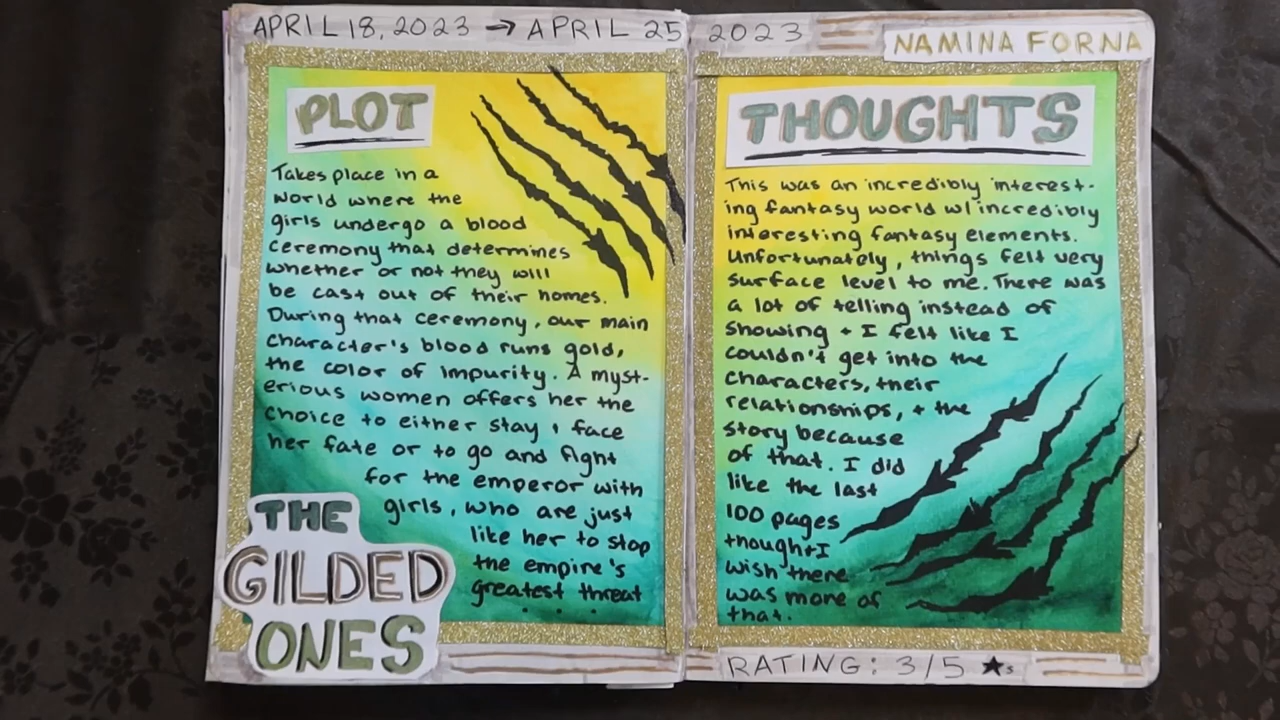 APRIL 18, 2023 → APRIL 25 2023
NAMINA FORNA
PLOT
Takes place in a
world where the
girls undergo a blood
ceremony that determines
whether or not they will
be cast out of their homes.
During that ceremony, our main
character's blood runs gold,
the color of impurity. A myst-
erious women offers her the
choice to either stay & face
her fate or to go and fight
for the emperor with
girls, who are just
like her to stop
the empire's
greatest threat
. . .
THE
GILDED
ONES
THOUGHTS
This was an incredibly interest-
ing fantasy world w/ incredibly
interesting fantasy elements.
Unfortunately, things felt very
surface level to me. There was
a lot of telling instead of
showing + I felt like I
couldn't get into the
characters, their
relationships, + the
story because
of that. I did
like the last
100 pages
though + I
wish there
was more of
that.
RATING: 3/5 ★s